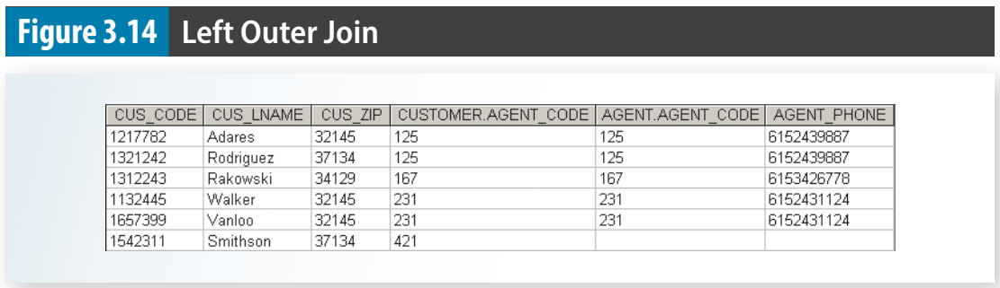 Figure 3.14 Left Outer Join
CUS_CODE CUS_LNAME CUS_ZIP CUSTOMER.AGENT_CODE AGENT.AGENT_CODE AGENT_PHONE
1217782 Adares 32145 125 125 6152439887
1321242 Rodriguez 37134 125 125 6152439887
1312243 Rakowski 34129 167 167 6153426778
1132445 Walker 32145 231 231 6152431124
1657399 Vanloo 32145 231 231 6152431124
1542311 Smithson 37134 421